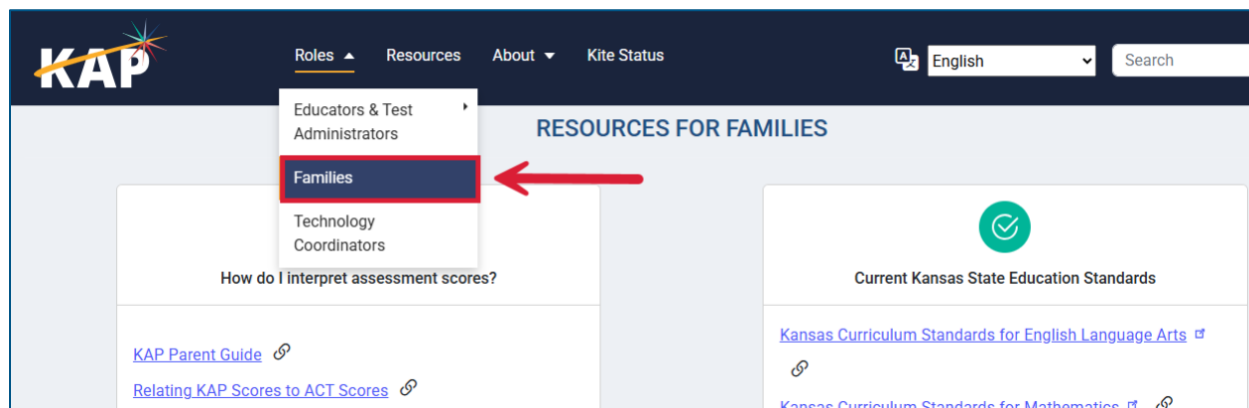 KAP
Roles
Resources
About
Kite Status
English
Search
Educators & Test
Administrators
Families
Technology
Coordinators
RESOURCES FOR FAMILIES
How do I interpret assessment scores?
KAP Parent Guide
Relating KAP Scores to ACT Scores
Current Kansas State Education Standards
Kansas Curriculum Standards for English Language Arts
Kansas Curriculum Standards for Mathematics